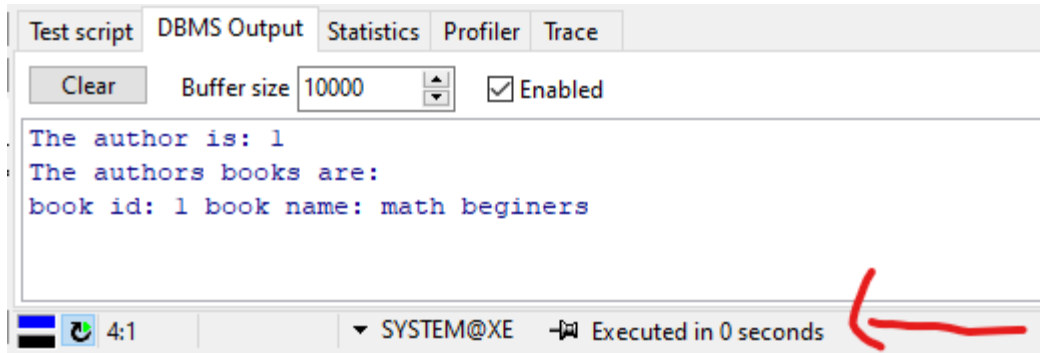 Test script DBMS Output Statistics Profiler Trace
Clear Buffer size 10000 Enabled
The author is: 1
The authors books are:
book id: 1 book name: math beginers
4:1 SYSTEM@XE Executed in 0 seconds